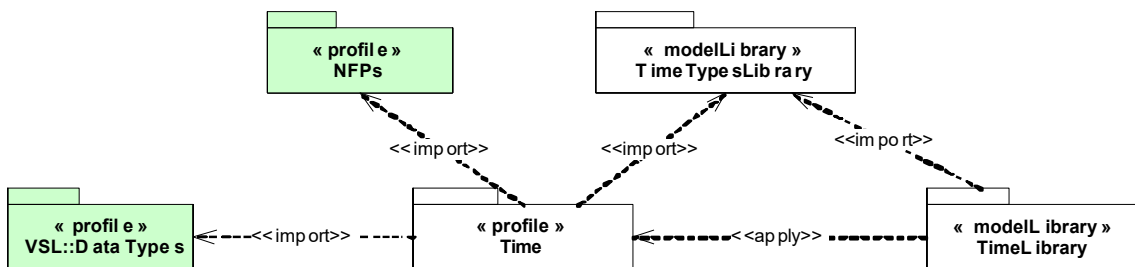 « profile »
NFPs
« modelLibrary »
TimeTypesLibrary
<<import>>
<<import>>
<<import>>
« profile »
VSL::DataTypes
<<import>>
« profile »
Time
<<apply>>
« modelLibrary »
TimeLibrary